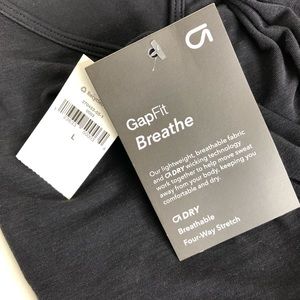 GapFit
Breathe
Our lightweight, breathable fabric
and DRY wicking technology
work together to help move sweat
away from your body, keeping you
comfortable and dry.
DRY
Breathable
Four-Way Stretch
L